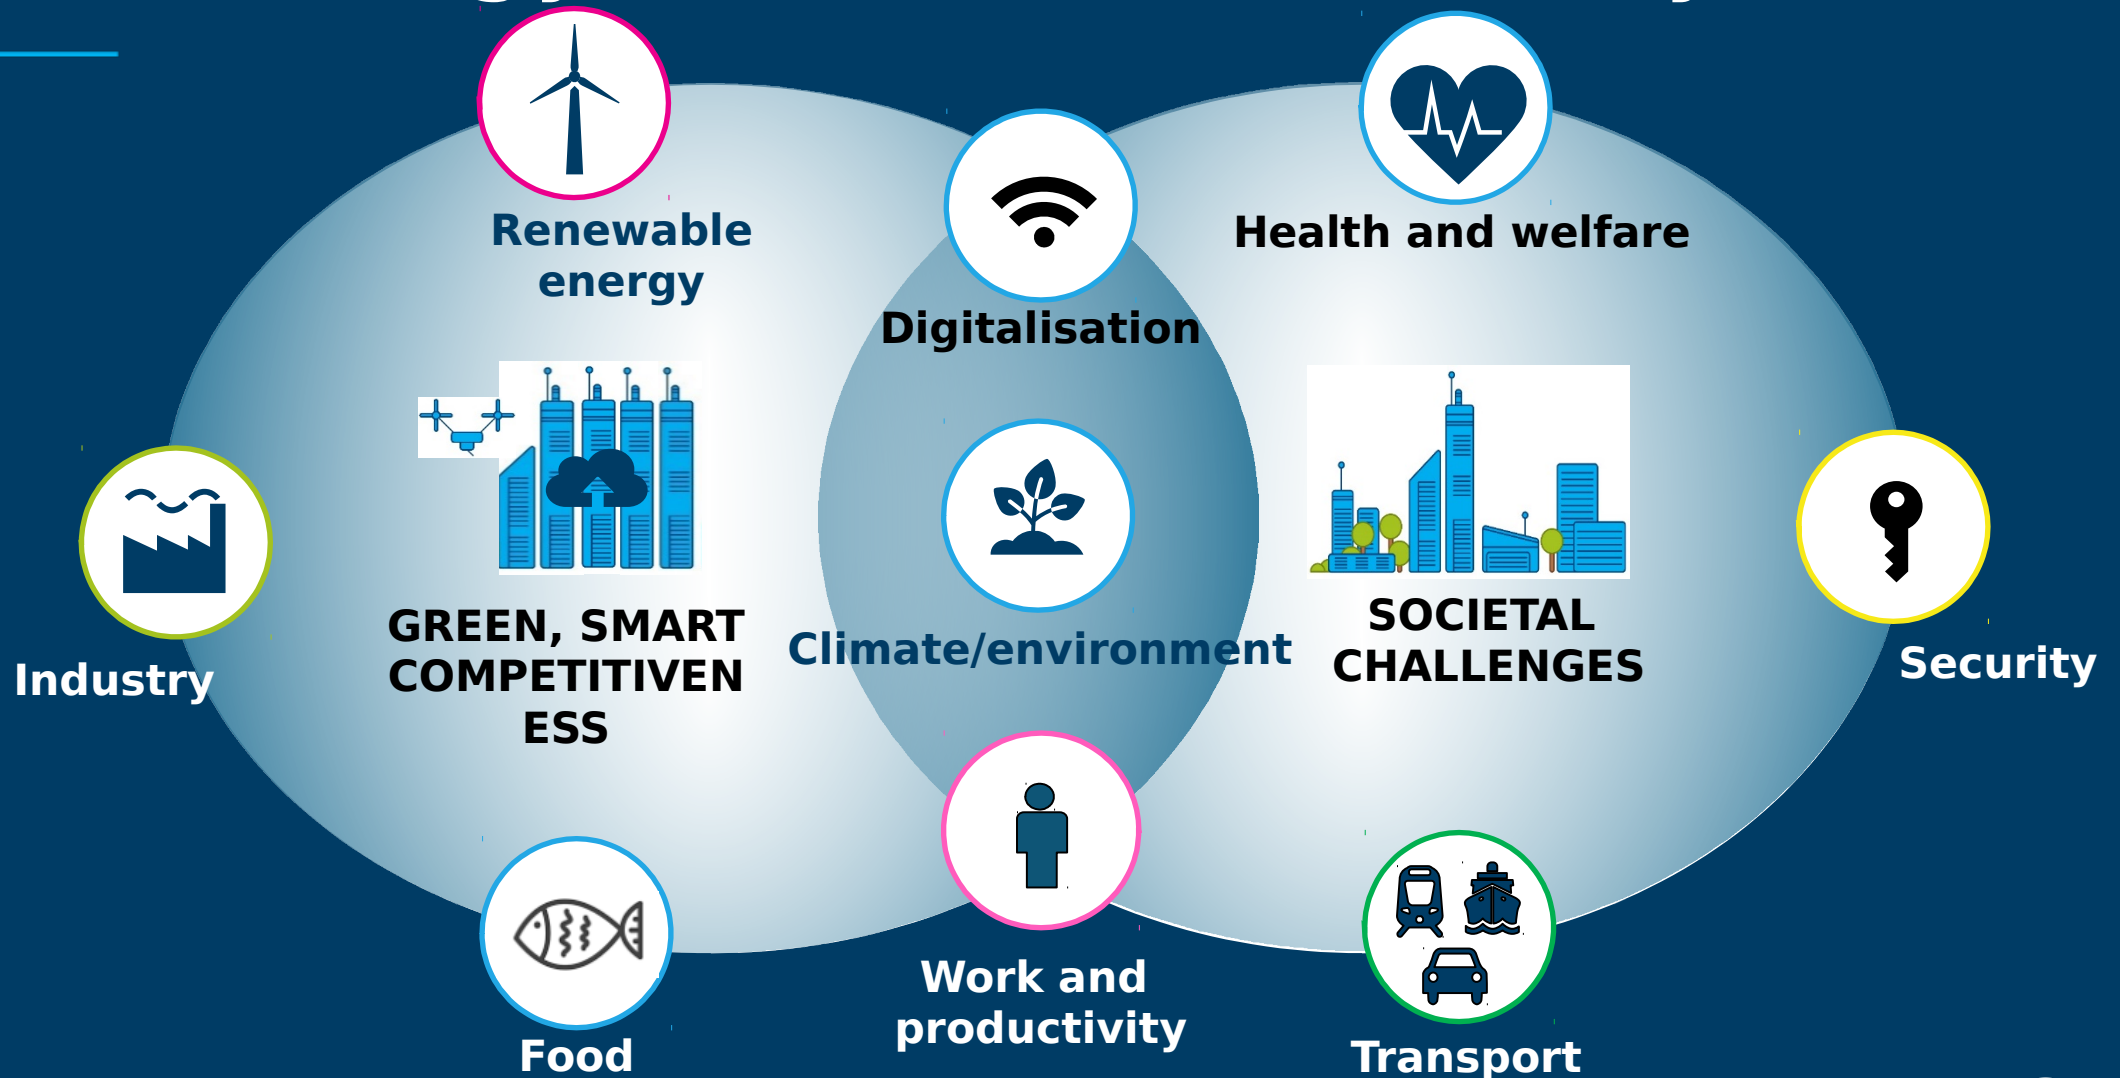 Renewable
energy
Health and welfare
Digitalisation
GREEN, SMART
COMPETITIVEN
ESS
Climate/environment
SOCIETAL
CHALLENGES
Industry
Security
Work and
productivity
Food
Transport